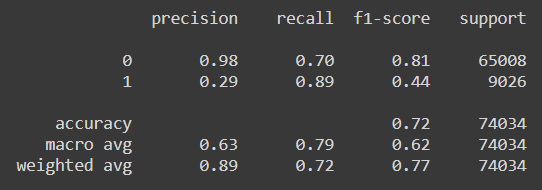 precision recall f1-score support
0 0.98 0.70 0.81 65008
1 0.29 0.89 0.44 9026
accuracy 0.72 74034
macro avg 0.63 0.79 0.62 74034
weighted avg 0.89 0.72 0.77 74034